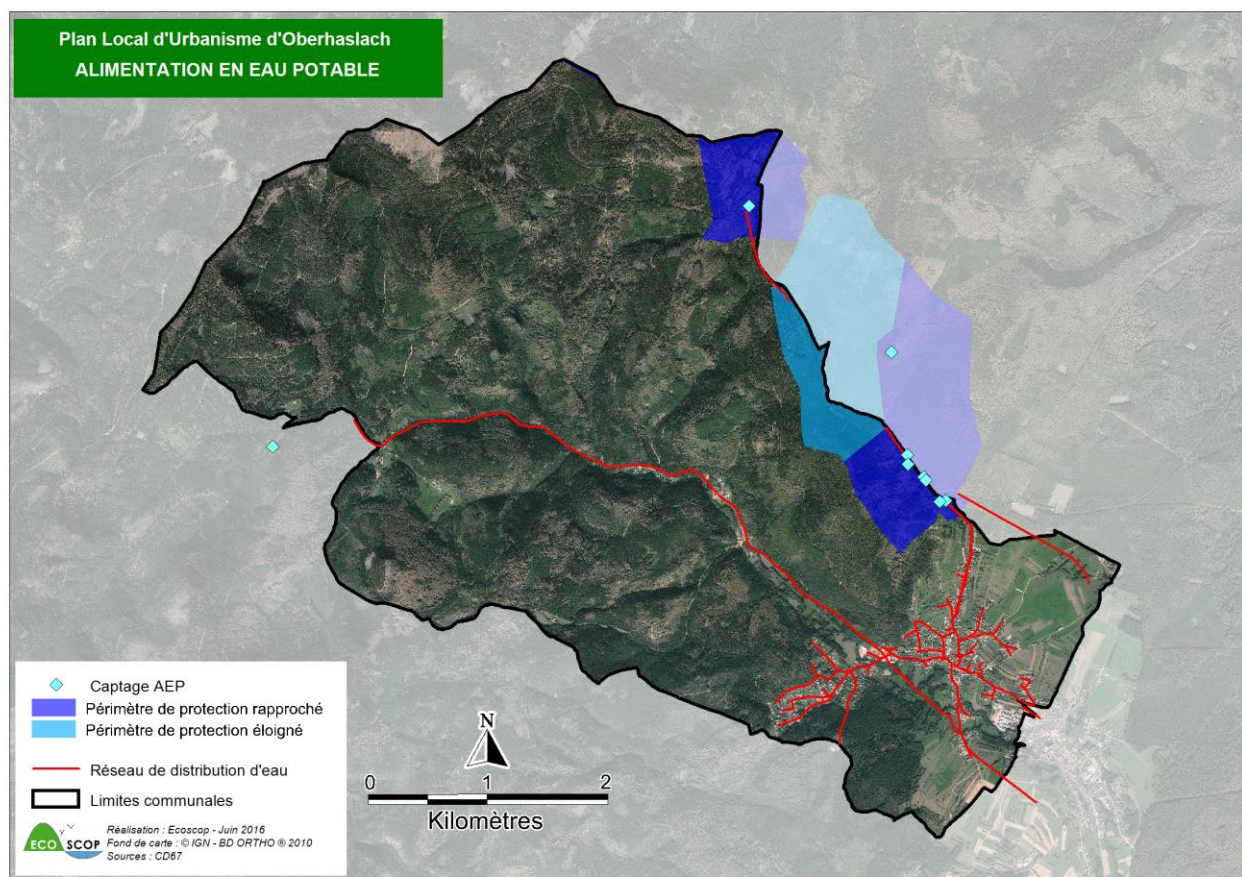 Plan Local d'Urbanisme d'Oberhaslach
ALIMENTATION EN EAU POTABLE
Captage AEP
Périmètre de protection rapproché
Périmètre de protection éloigné
Réseau de distribution d'eau
Limites communales
ECO SCOP
Réalisation : Ecoscop - Juin 2016
Fond de carte : © IGN - BD ORTHO ® 2010
Sources : CD67
N
0 1 2
Kilomètres